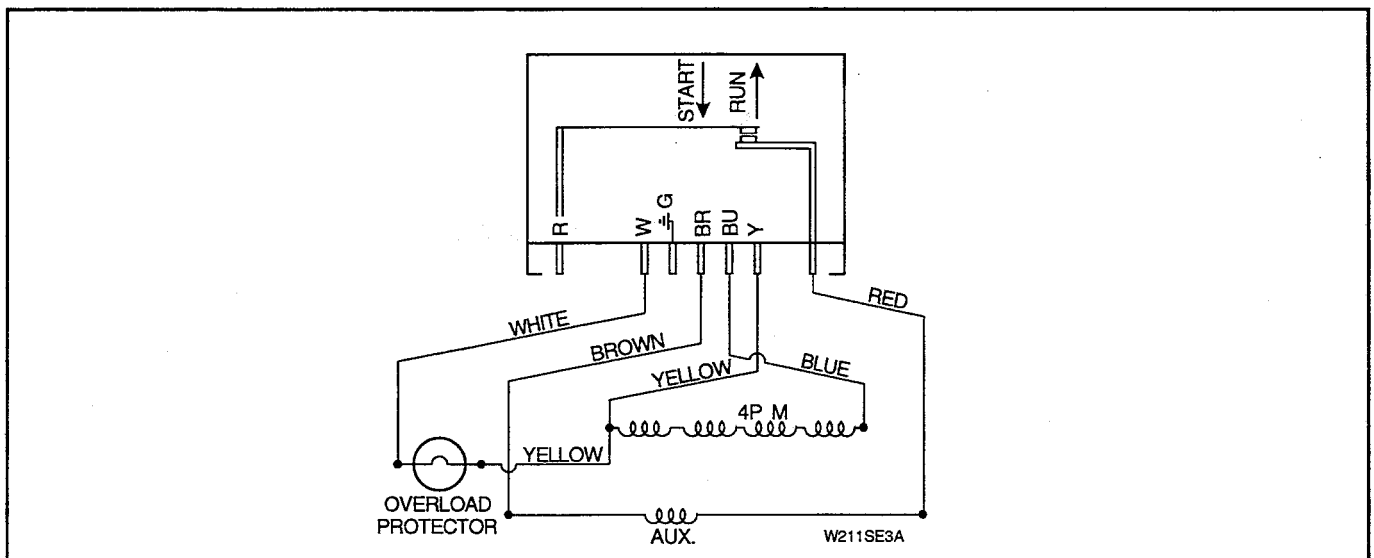 START
RUN
R
W
G
BR
BU
Y
RED
WHITE
BROWN
YELLOW
BLUE
4P M
YELLOW
OVERLOAD
PROTECTOR
AUX.
W211SE3A